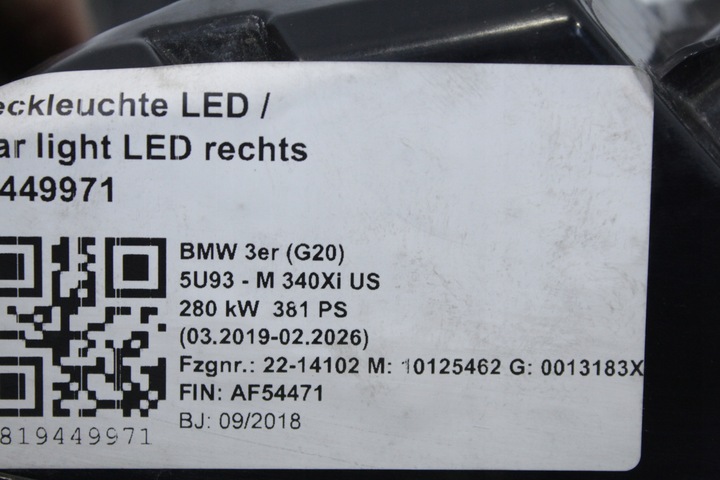 eckleuchte LED /
ar light LED rechts
449971
BMW 3er (G20)
5U93 - M 340Xi US
280 kW 381 PS
(03.2019-02.2026)
Fzgnr.: 22-14102 M: 10125462 G: 0013183X
FIN: AF54471
BJ: 09/2018
819449971